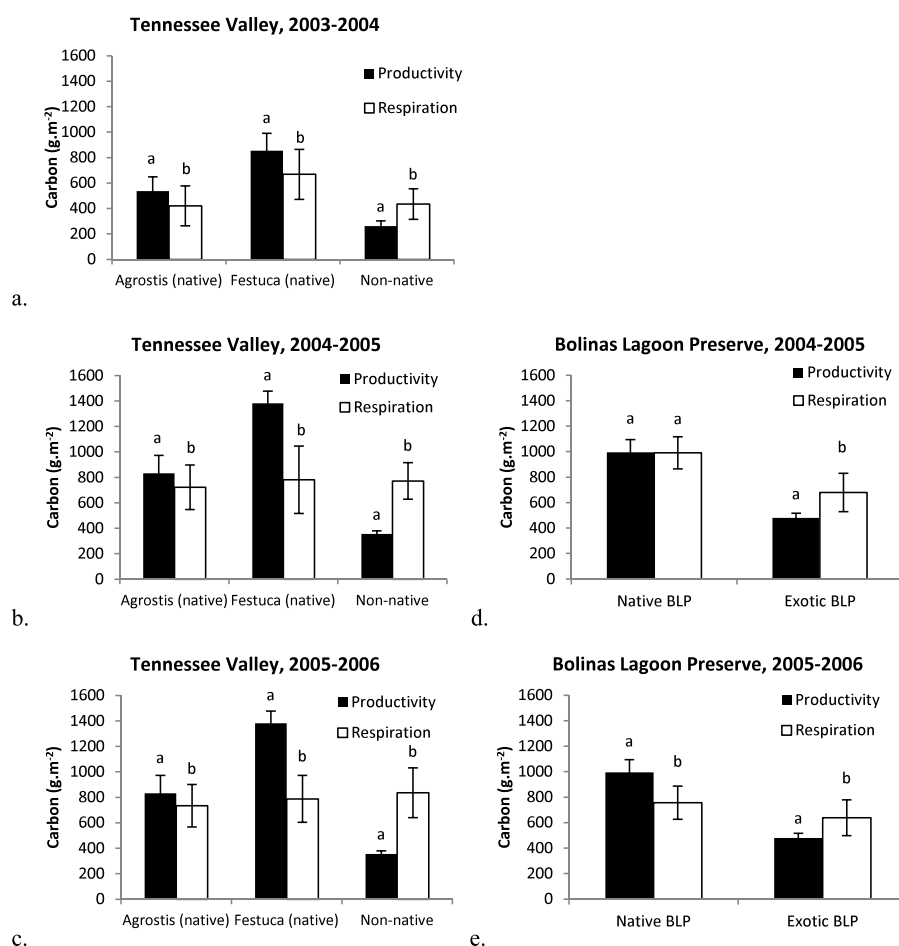 Tennessee Valley, 2003-2004
1600
1400
1200
1000
800
600
400
200
0
Carbon (g.m-2)
Productivity
Respiration
a b a b a b
Agrostis (native) Festuca (native) Non-native
a.
Tennessee Valley, 2004-2005
1600
1400
1200
1000
800
600
400
200
0
Carbon (g.m-2)
Productivity
Respiration
a b a b a b
Agrostis (native) Festuca (native) Non-native
b.
Bolinas Lagoon Preserve, 2004-2005
1600
1400
1200
1000
800
600
400
200
0
Carbon (g.m-2)
Productivity
Respiration
a a a b
Native BLP Exotic BLP
d.
Tennessee Valley, 2005-2006
1600
1400
1200
1000
800
600
400
200
0
Carbon (g.m-2)
Productivity
Respiration
a b a b a b
Agrostis (native) Festuca (native) Non-native
c.
Bolinas Lagoon Preserve, 2005-2006
1600
1400
1200
1000
800
600
400
200
0
Carbon (g.m-2)
Productivity
Respiration
a b a b
Native BLP Exotic BLP
e.